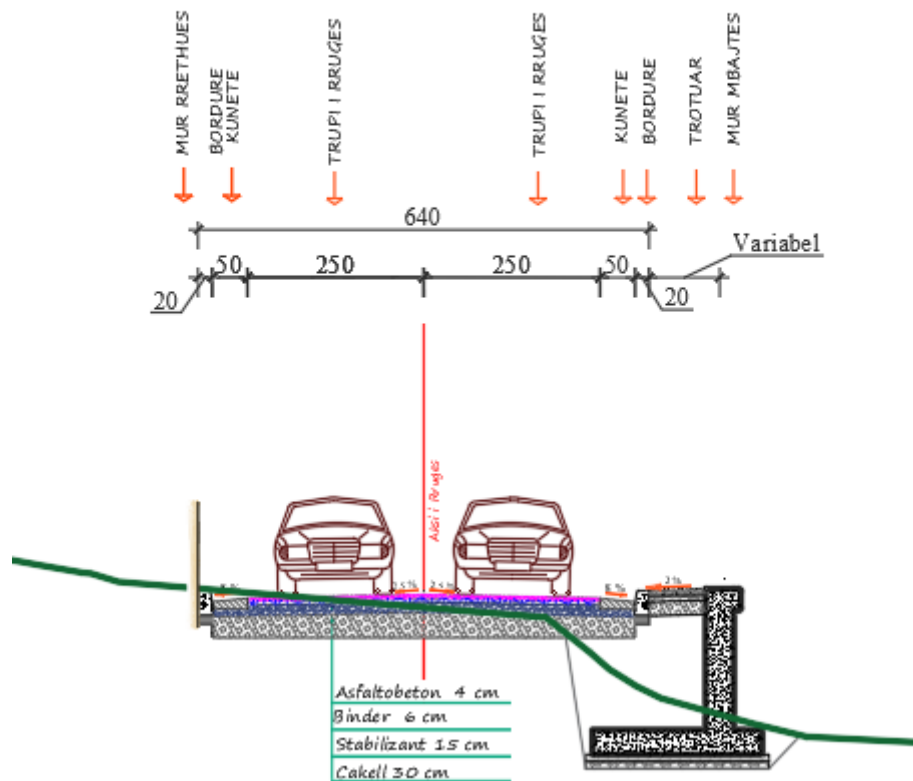 MUR RRETHUES
BORDURE
KUNETE
TRUPI I RRUGES
TRUPI I RRUGES
KUNETE
BORDURE
TROTUAR
MUR MBAJTES
640
Variabel
50
250
250
50
20
20
Aksi i Rruges
5 %
2.5 %
2.5 %
5 %
2 %
Asfaltobeton 4 cm
Binder 6 cm
Stabilizant 15 cm
Cakell 30 cm